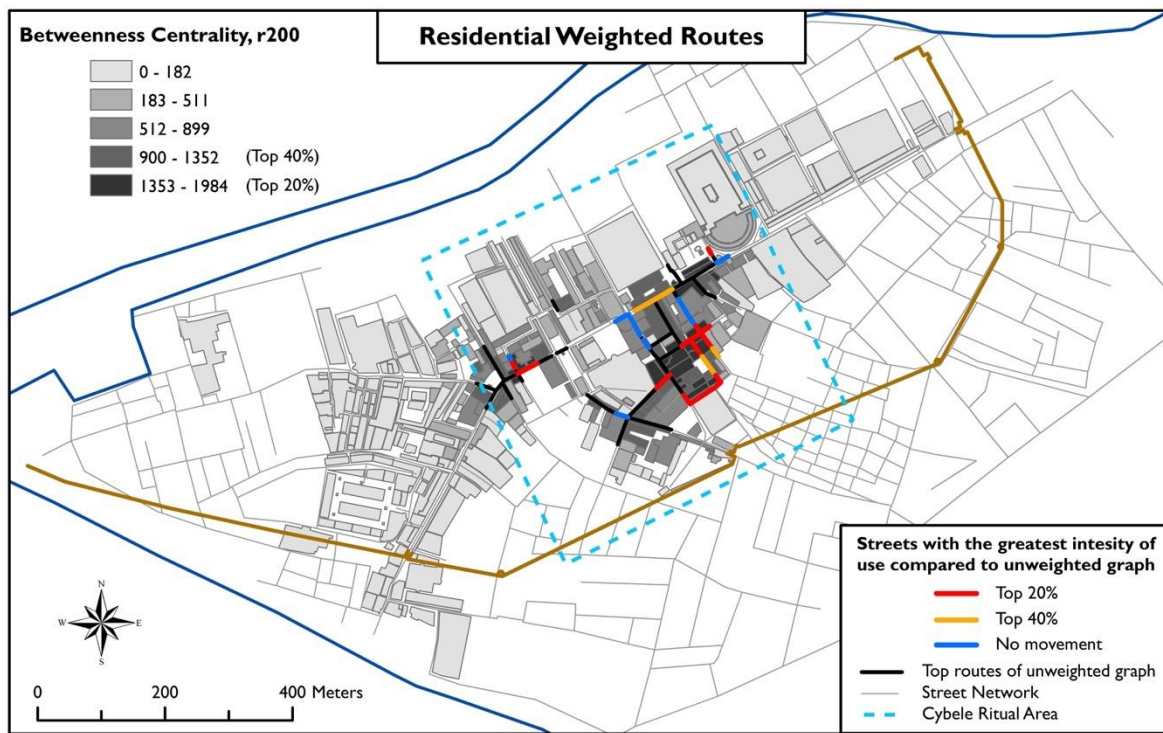 Residential Weighted Routes
Betweenness Centrality, r200
0 - 182
183 - 511
512 - 899
900 - 1352 (Top 40%)
1353 - 1984 (Top 20%)
N
W E
S
0 200 400 Meters
Streets with the greatest intesity of
use compared to unweighted graph
Top 20%
Top 40%
No movement
Top routes of unweighted graph
Street Network
Cybele Ritual Area